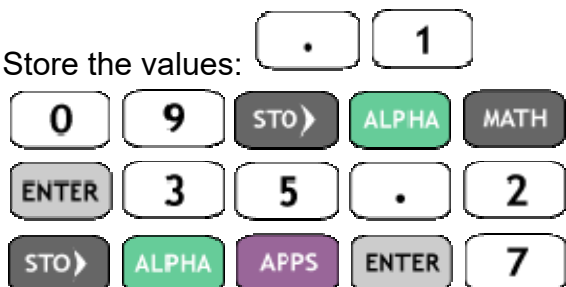 Store the values: . 1
0 9 STO⟩ ALPHA MATH
ENTER 3 5 . 2
STO⟩ ALPHA APPS ENTER 7